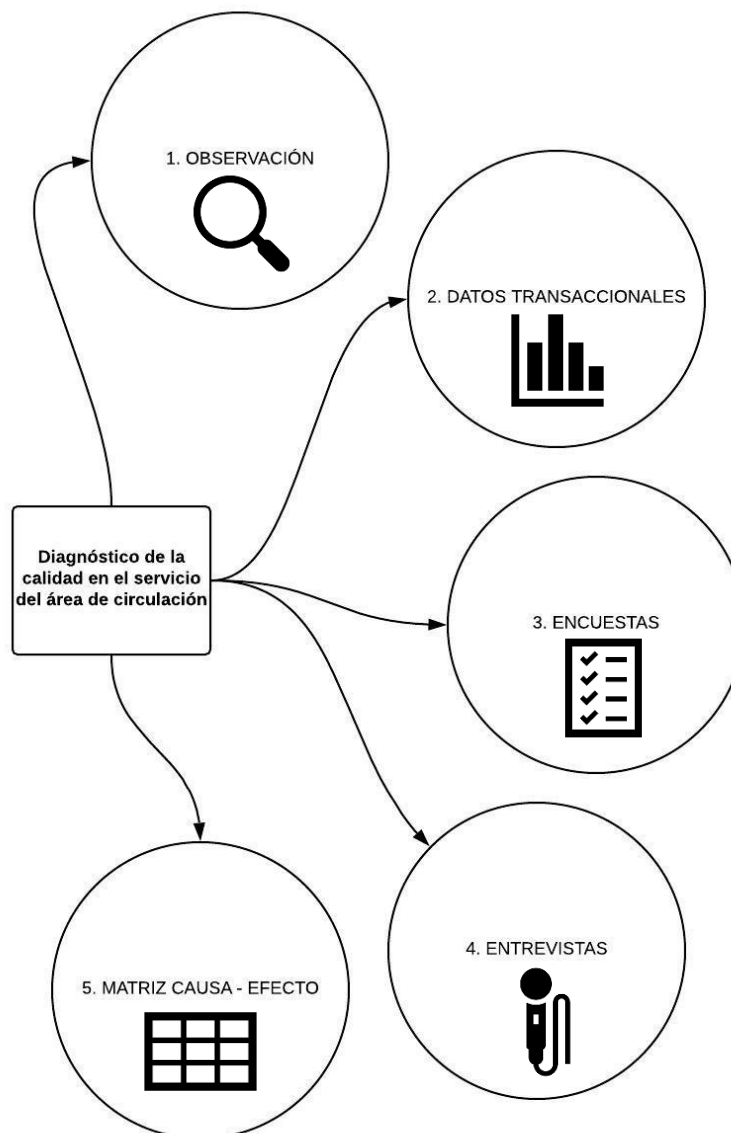 1. OBSERVACIÓN
2. DATOS TRANSACCIONALES
Diagnóstico de la
calidad en el servicio
del área de circulación
3. ENCUESTAS
4. ENTREVISTAS
5. MATRIZ CAUSA - EFECTO